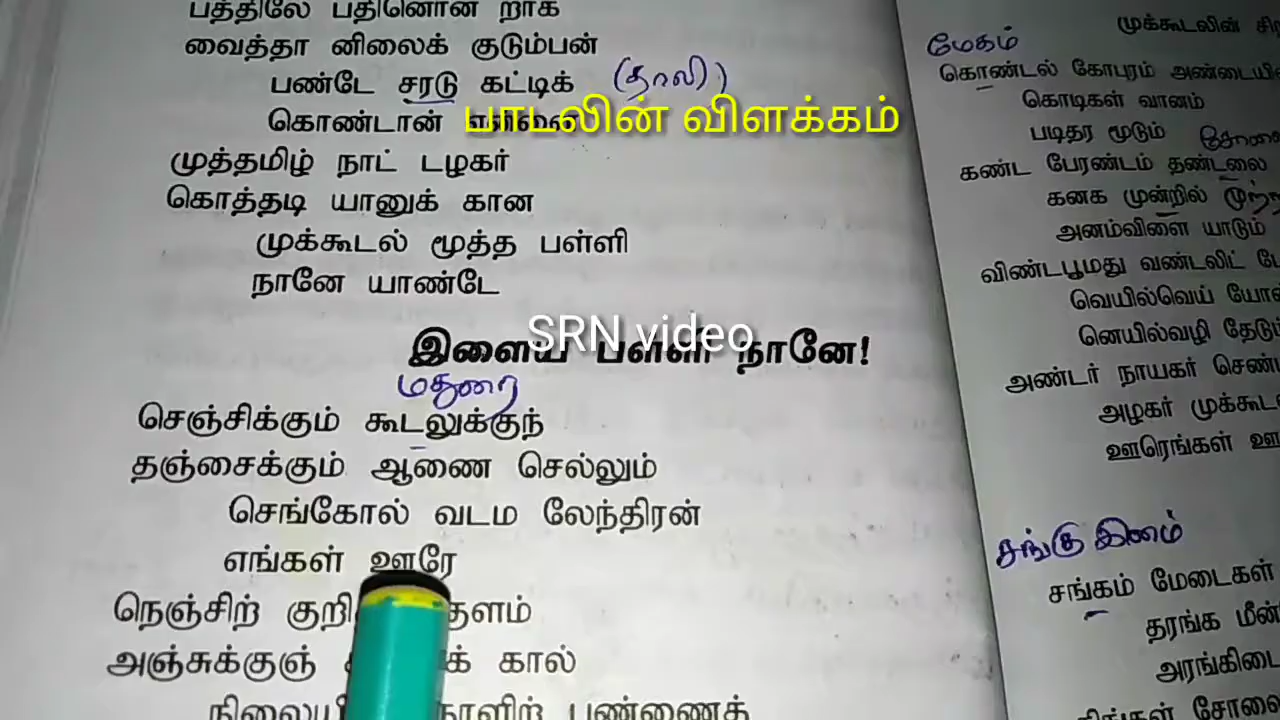 பத்திலே பதினொன் றாக
வைத்தா னிலைக் குடும்பன்
பண்டே சரடு கட்டிக் (தாலி)
கொண்டான்
பாடலின் விளக்கம்
முத்தமிழ் நாட் டழகர்
கொத்தடி யானுக் கான
முக்கூடல் மூத்த பள்ளி
நானே யாண்டே
இளைய பள்ளி நானே!
SRN video
மதுரை
செஞ்சிக்கும் கூடலுக்குந்
தஞ்சைக்கும் ஆணை செல்லும்
செங்கோல் வடம லேந்திரன்
எங்கள் ஊரே
நெஞ்சிற்
அஞ்சுக்குஞ் கால்
பண்ணைத்
முக்கூடலின்
மேகம்
கொண்டல் கோபுரம்
கொடிகள் வானம்
படிதர மூடும்
கண்ட பேரண்டம் தண்டலை
கனக முன்றில்
அனம்விளை யாடும்
விண்டபூமது வண்டலிட்
வெயில்வெய்
நெயில்வழி
அண்டர் நாயகர்
அழகர்
ஊரெங்கள்
சங்கு இனம்
சங்கம் மேடைகள்
தரங்க
சோலை